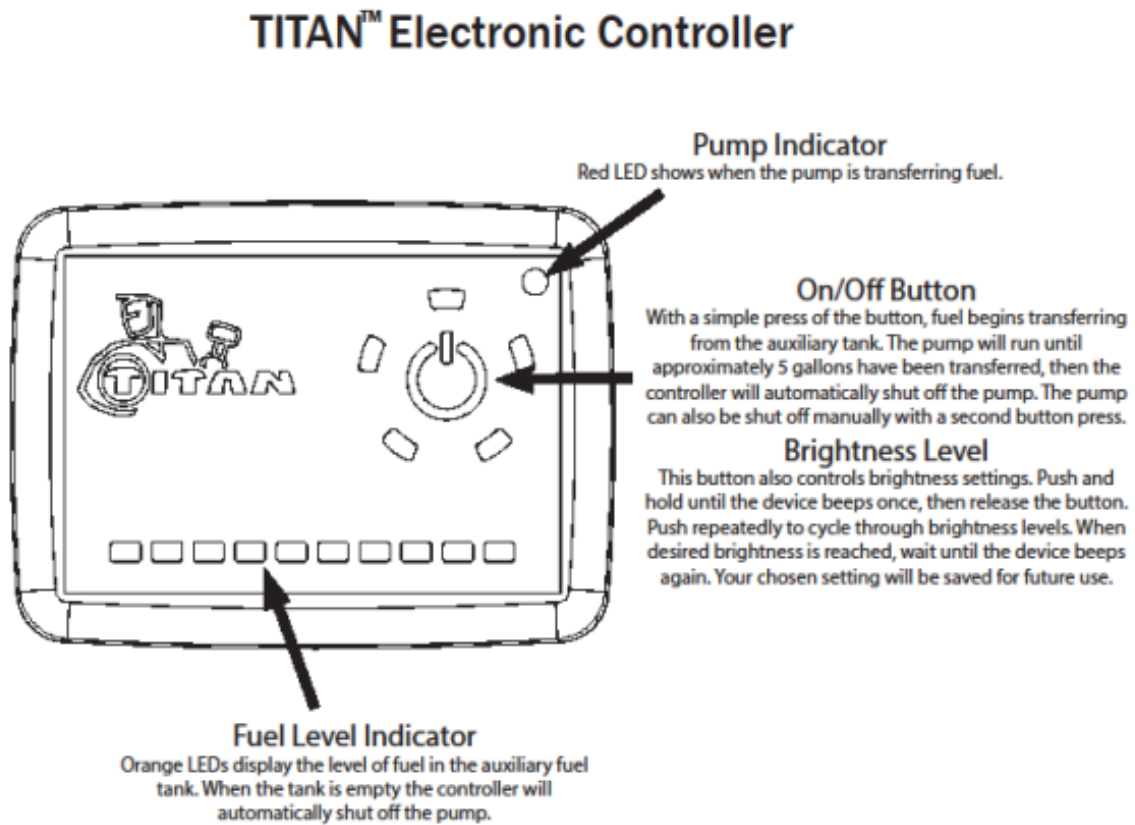 TITAN™ Electronic Controller
Pump Indicator
Red LED shows when the pump is transferring fuel.
On/Off Button
With a simple press of the button, fuel begins transferring
from the auxiliary tank. The pump will run until
approximately 5 gallons have been transferred, then the
controller will automatically shut off the pump. The pump
can also be shut off manually with a second button press.
Brightness Level
This button also controls brightness settings. Push and
hold until the device beeps once, then release the button.
Push repeatedly to cycle through brightness levels. When
desired brightness is reached, wait until the device beeps
again. Your chosen setting will be saved for future use.
TITAN
Fuel Level Indicator
Orange LEDs display the level of fuel in the auxiliary fuel
tank. When the tank is empty the controller will
automatically shut off the pump.